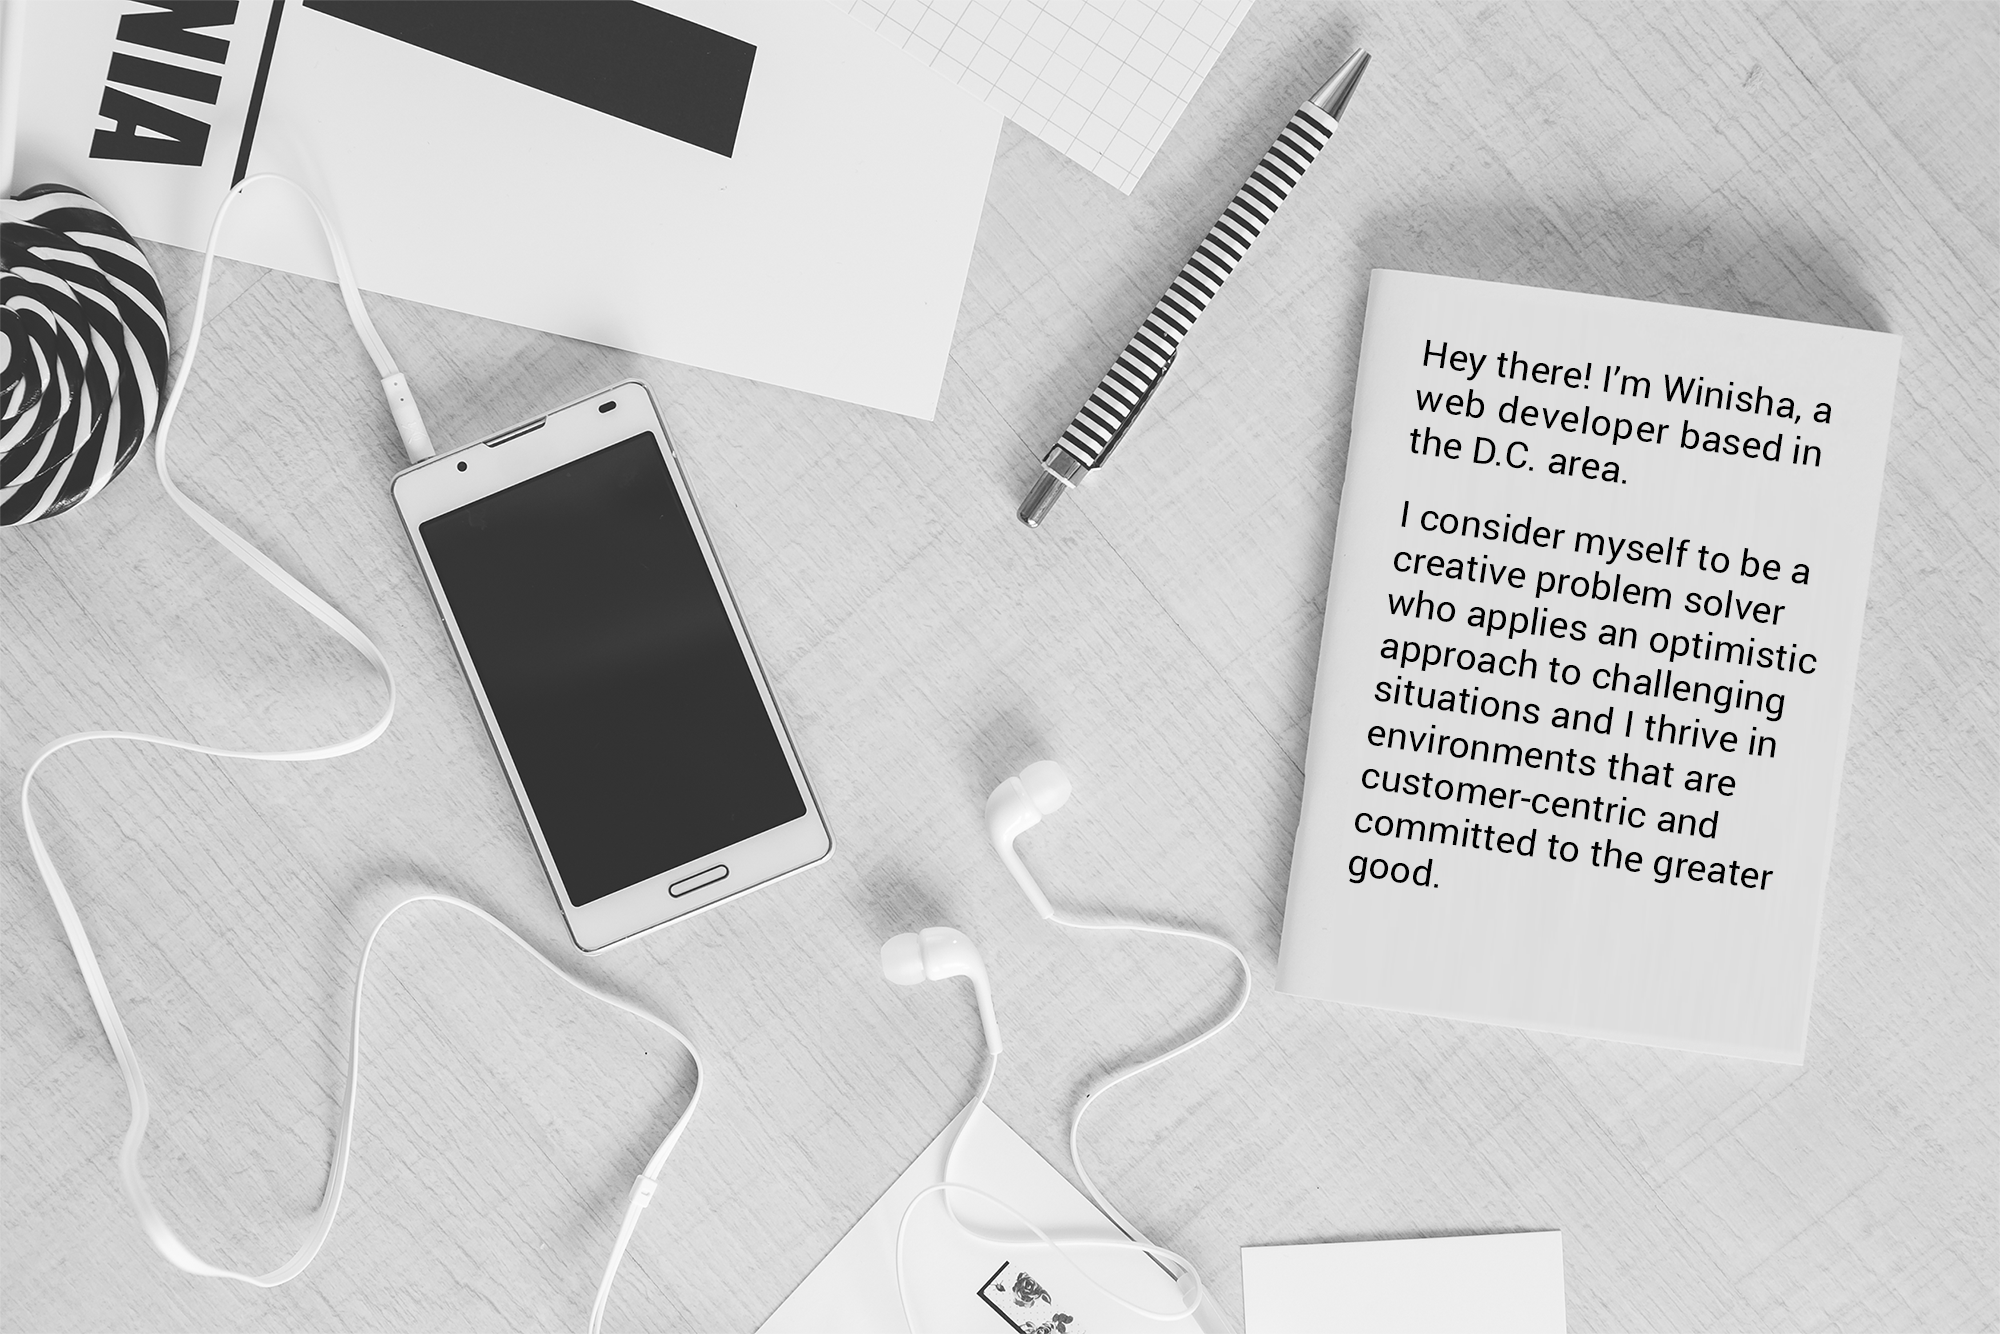 NIA
Hey there! I’m Winisha, a
web developer based in
the D.C. area.
I consider myself to be a
creative problem solver
who applies an optimistic
approach to challenging
situations and I thrive in
environments that are
customer-centric and
committed to the greater
good.